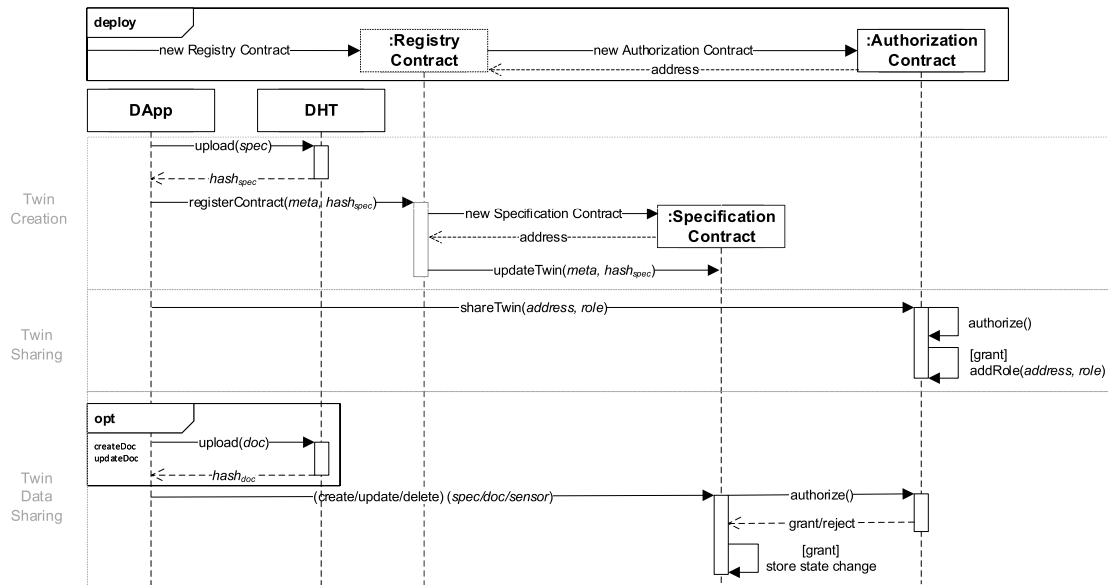 deploy
new Registry Contract
:Registry
Contract
new Authorization Contract
address
:Authorization
Contract
DApp
DHT
Twin
Creation
upload(spec)
hashspec
registerContract(meta, hashspec)
new Specification Contract
address
:Specification
Contract
updateTwin(meta, hashspec)
Twin
Sharing
shareTwin(address, role)
authorize()
[grant]
addRole(address, role)
opt
createDoc
updateDoc
upload(doc)
hashdoc
Twin
Data
Sharing
(create/update/delete) (spec/doc/sensor)
authorize()
grant/reject
[grant]
store state change